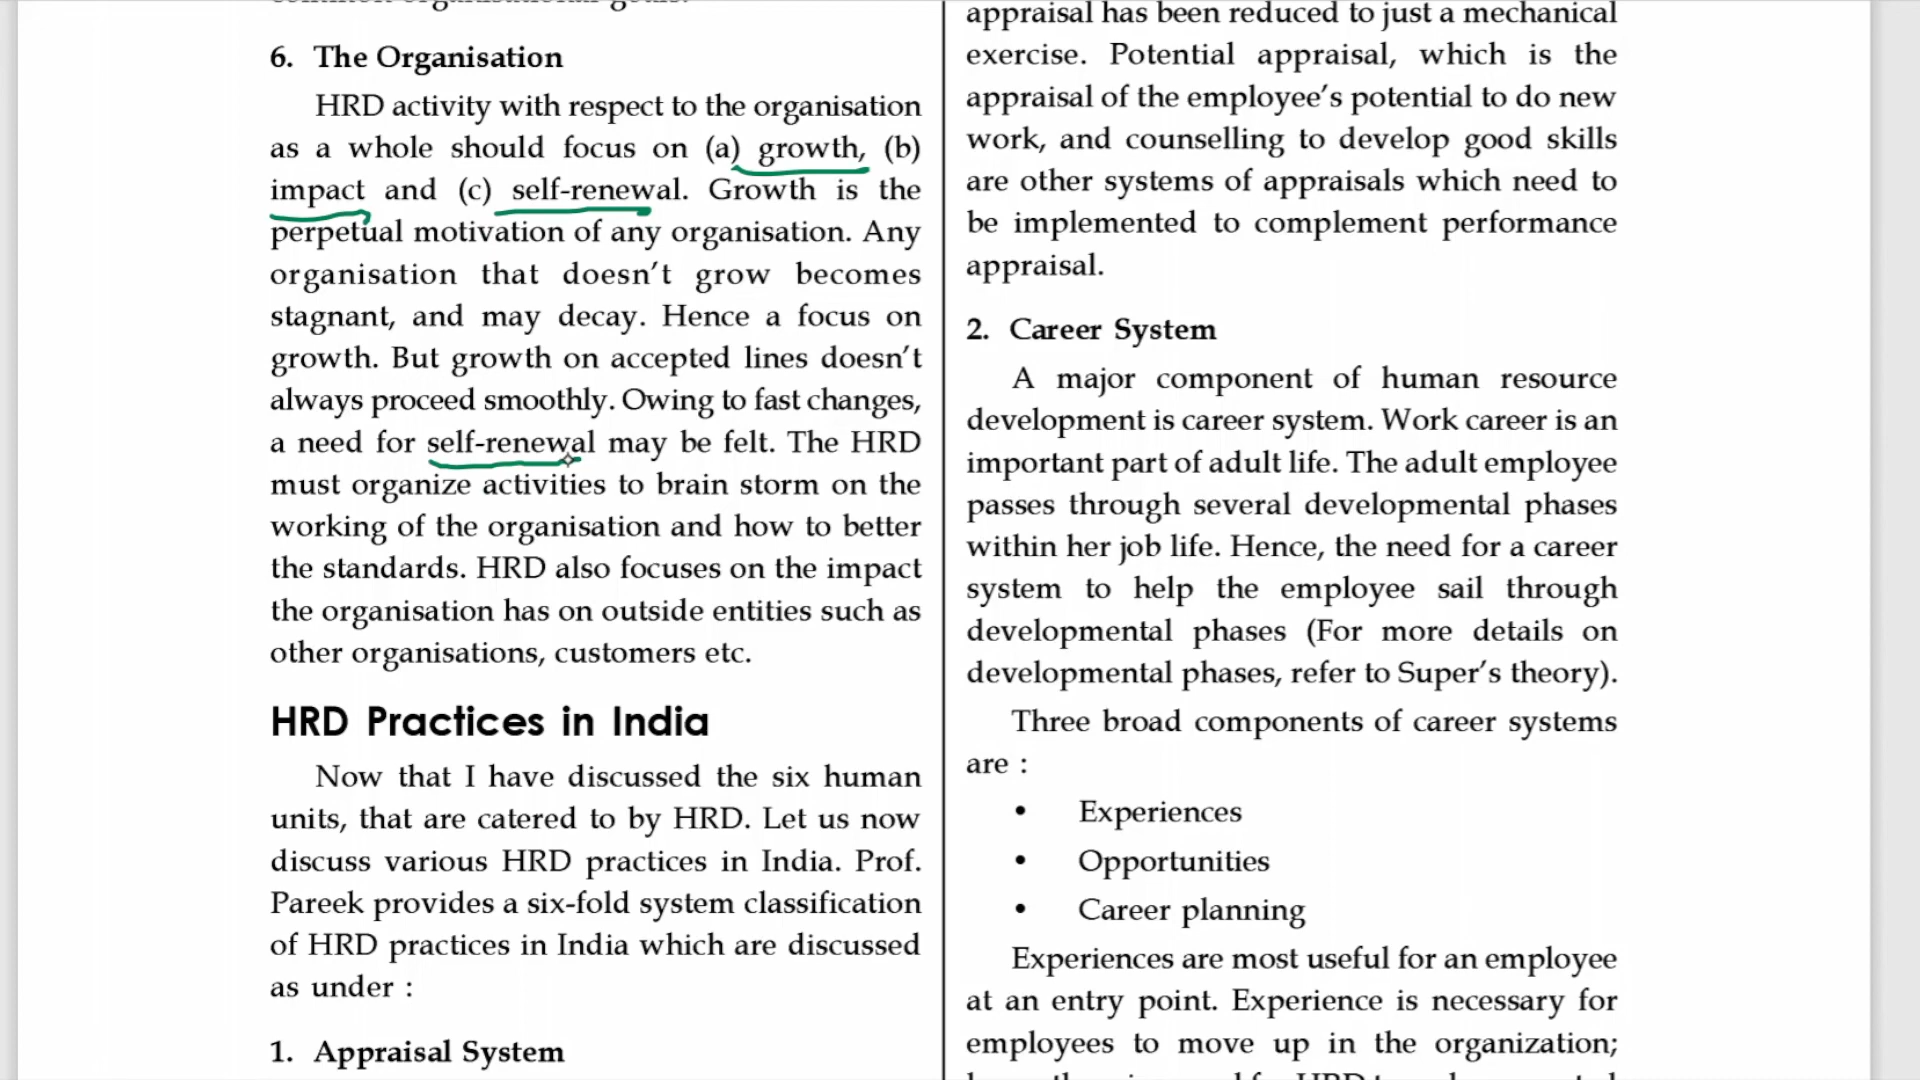 6. The Organisation
HRD activity with respect to the organisation
as a whole should focus on (a) growth, (b)
impact and (c) self-renewal. Growth is the
perpetual motivation of any organisation. Any
organisation that doesn't grow becomes
stagnant, and may decay. Hence a focus on
growth. But growth on accepted lines doesn't
always proceed smoothly. Owing to fast changes,
a need for self-renewal may be felt. The HRD
must organize activities to brain storm on the
working of the organisation and how to better
the standards. HRD also focuses on the impact
the organisation has on outside entities such as
other organisations, customers etc.
HRD Practices in India
Now that I have discussed the six human
units, that are catered to by HRD. Let us now
discuss various HRD practices in India. Prof.
Pareek provides a six-fold system classification
of HRD practices in India which are discussed
as under :
1. Appraisal System
appraisal has been reduced to just a mechanical
exercise. Potential appraisal, which is the
appraisal of the employee's potential to do new
work, and counselling to develop good skills
are other systems of appraisals which need to
be implemented to complement performance
appraisal.
2. Career System
A major component of human resource
development is career system. Work career is an
important part of adult life. The adult employee
passes through several developmental phases
within her job life. Hence, the need for a career
system to help the employee sail through
developmental phases (For more details on
developmental phases, refer to Super's theory).
Three broad components of career systems
are :
• Experiences
• Opportunities
• Career planning
Experiences are most useful for an employee
at an entry point. Experience is necessary for
employees to move up in the organization;